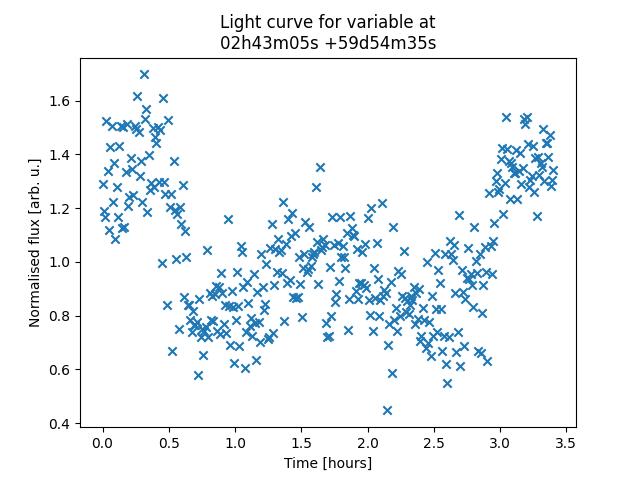 Light curve for variable at
02h43m05s +59d54m35s
Normalised flux [arb. u.]
1.6
1.4
1.2
1.0
0.8
0.6
0.4
0.0 0.5 1.0 1.5 2.0 2.5 3.0 3.5
Time [hours]